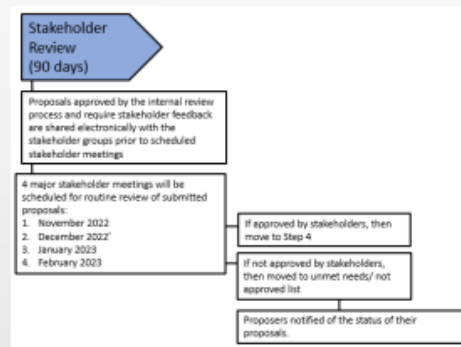 Stakeholder
Review
(90 days)
Proposals approved by the internal review
process and require stakeholder feedback
are shared electronically with the
stakeholder groups prior to scheduled
stakeholder meetings
4 major stakeholder meetings will be
scheduled for routine review of submitted
proposals:
1. November 2022
2. December 2022
3. January 2023
4. February 2023
If approved by stakeholders, then
move to Step 4
If not approved by stakeholders,
then moved to unmet needs/ not
approved list
Proposers notified of the status of their
proposals.